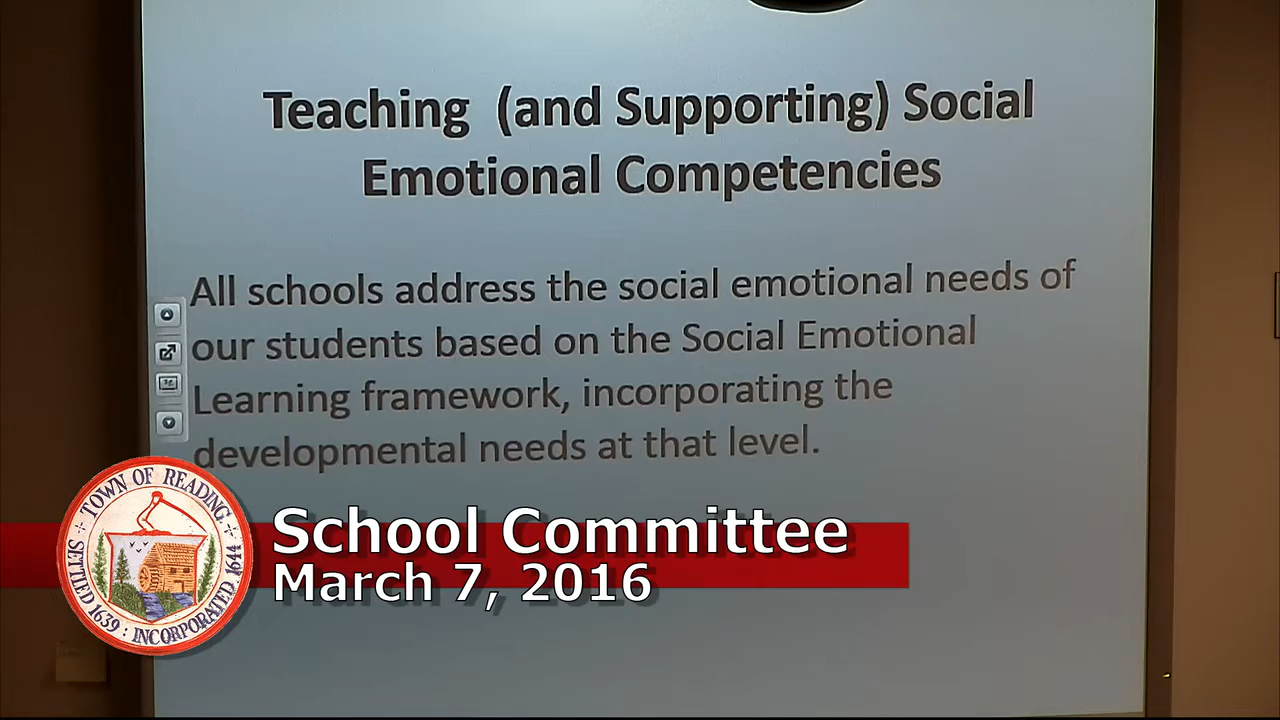 Teaching (and Supporting) Social
Emotional Competencies
All schools address the social emotional needs of
our students based on the Social Emotional
Learning framework, incorporating the
developmental needs at that level.
TOWN OF READING
SETTLED 1639 : INCORPORATED 1644
School Committee
March 7, 2016